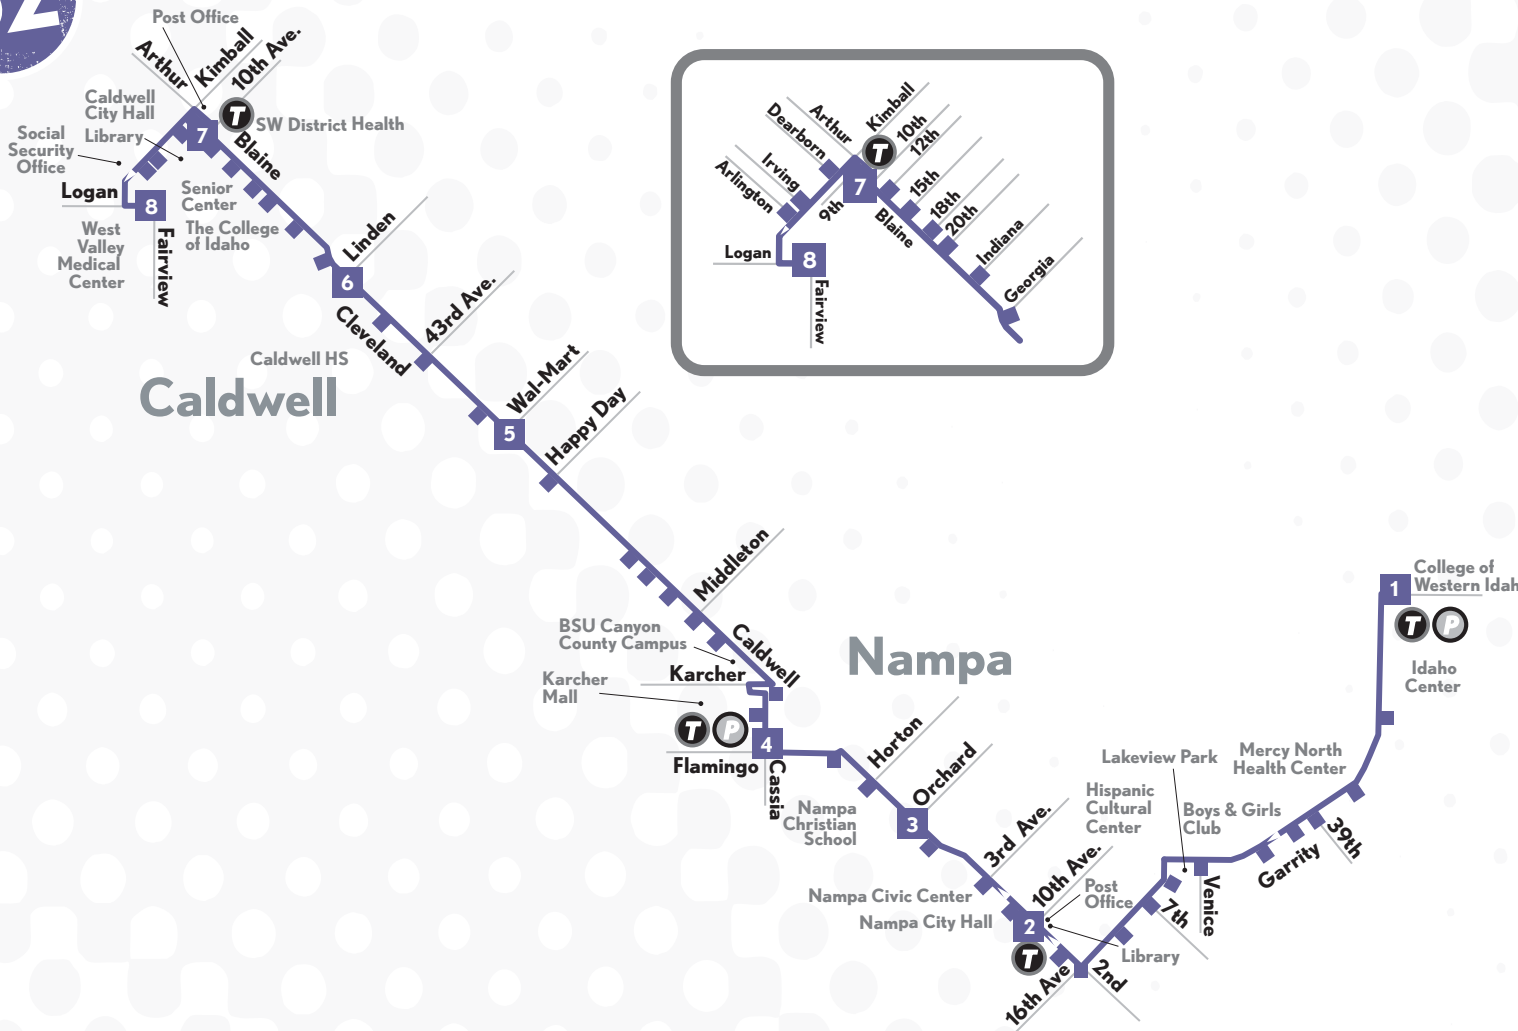 Post Office
Arthur
Kimball
10th Ave.
Caldwell
City Hall
T
SW District Health
Social
Security
Office
Library
7
Blaine
Logan
8
Senior
Center
West
Valley
Medical
Center
The College
of Idaho
Fairview
Linden
6
Cleveland
43rd Ave.
Caldwell HS
Caldwell
Wal-Mart
5
Happy Day
Dearborn
Arthur
Kimball
10th
12th
T
Arlington
Irving
7
9th
15th
18th
20th
Blaine
Indiana
Georgia
Logan
8
Fairview
Middleton
BSU Canyon
County Campus
Caldwell
Karcher
Karcher
Mall
T
P
4
Flamingo
Cassia
Nampa
Horton
Orchard
Nampa
Christian
School
3
3rd Ave.
Nampa Civic Center
Nampa City Hall
10th Ave.
2
T
Post
Office
Library
16th Ave
2nd
7th
Venice
Lakeview Park
Hispanic
Cultural
Center
Boys & Girls
Club
Mercy North
Health Center
Garrity
39th
1
College of
Western Idah
T
P
Idaho
Center